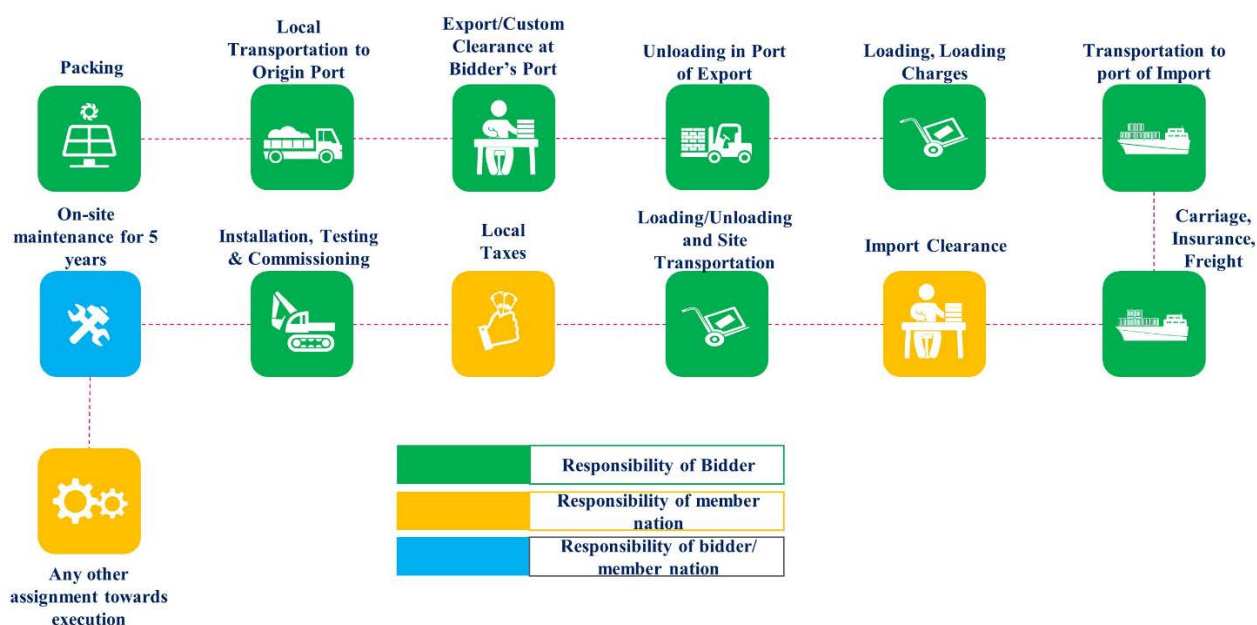 Packing
Local
Transportation to
Origin Port
Export/Custom
Clearance at
Bidder's Port
Unloading in Port
of Export
Loading, Loading
Charges
Transportation to
port of Import
On-site
maintenance for 5
years
Installation, Testing
& Commissioning
Local
Taxes
Loading/Unloading
and Site
Transportation
Import Clearance
Carriage,
Insurance,
Freight
Responsibility of Bidder
Responsibility of member
nation
Responsibility of bidder/
member nation
Any other
assignment towards
execution